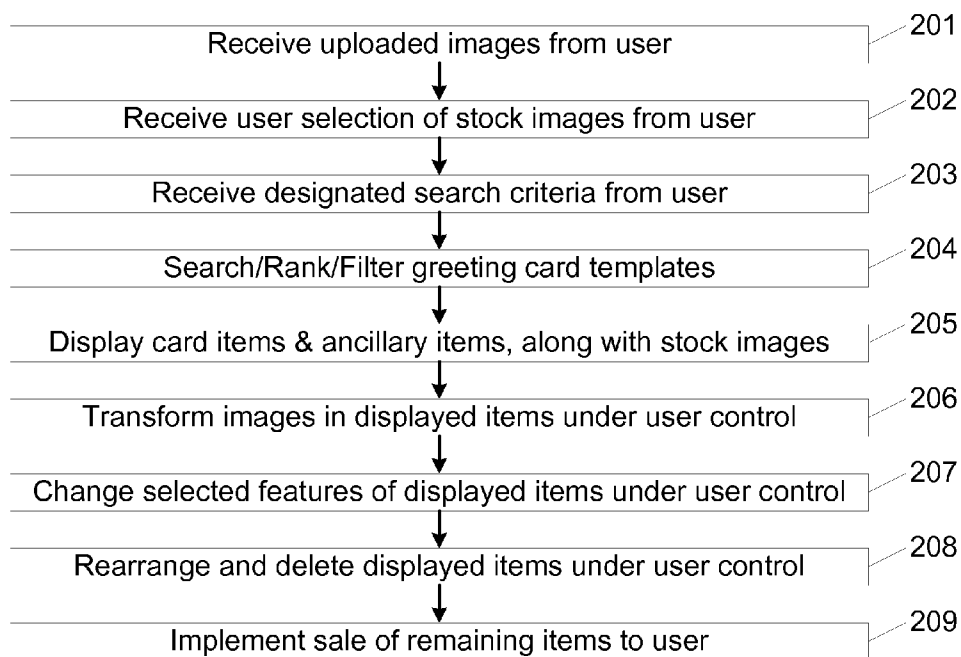 201
Receive uploaded images from user
202
Receive user selection of stock images from user
203
Receive designated search criteria from user
204
Search/Rank/Filter greeting card templates
205
Display card items & ancillary items, along with stock images
206
Transform images in displayed items under user control
207
Change selected features of displayed items under user control
208
Rearrange and delete displayed items under user control
209
Implement sale of remaining items to user